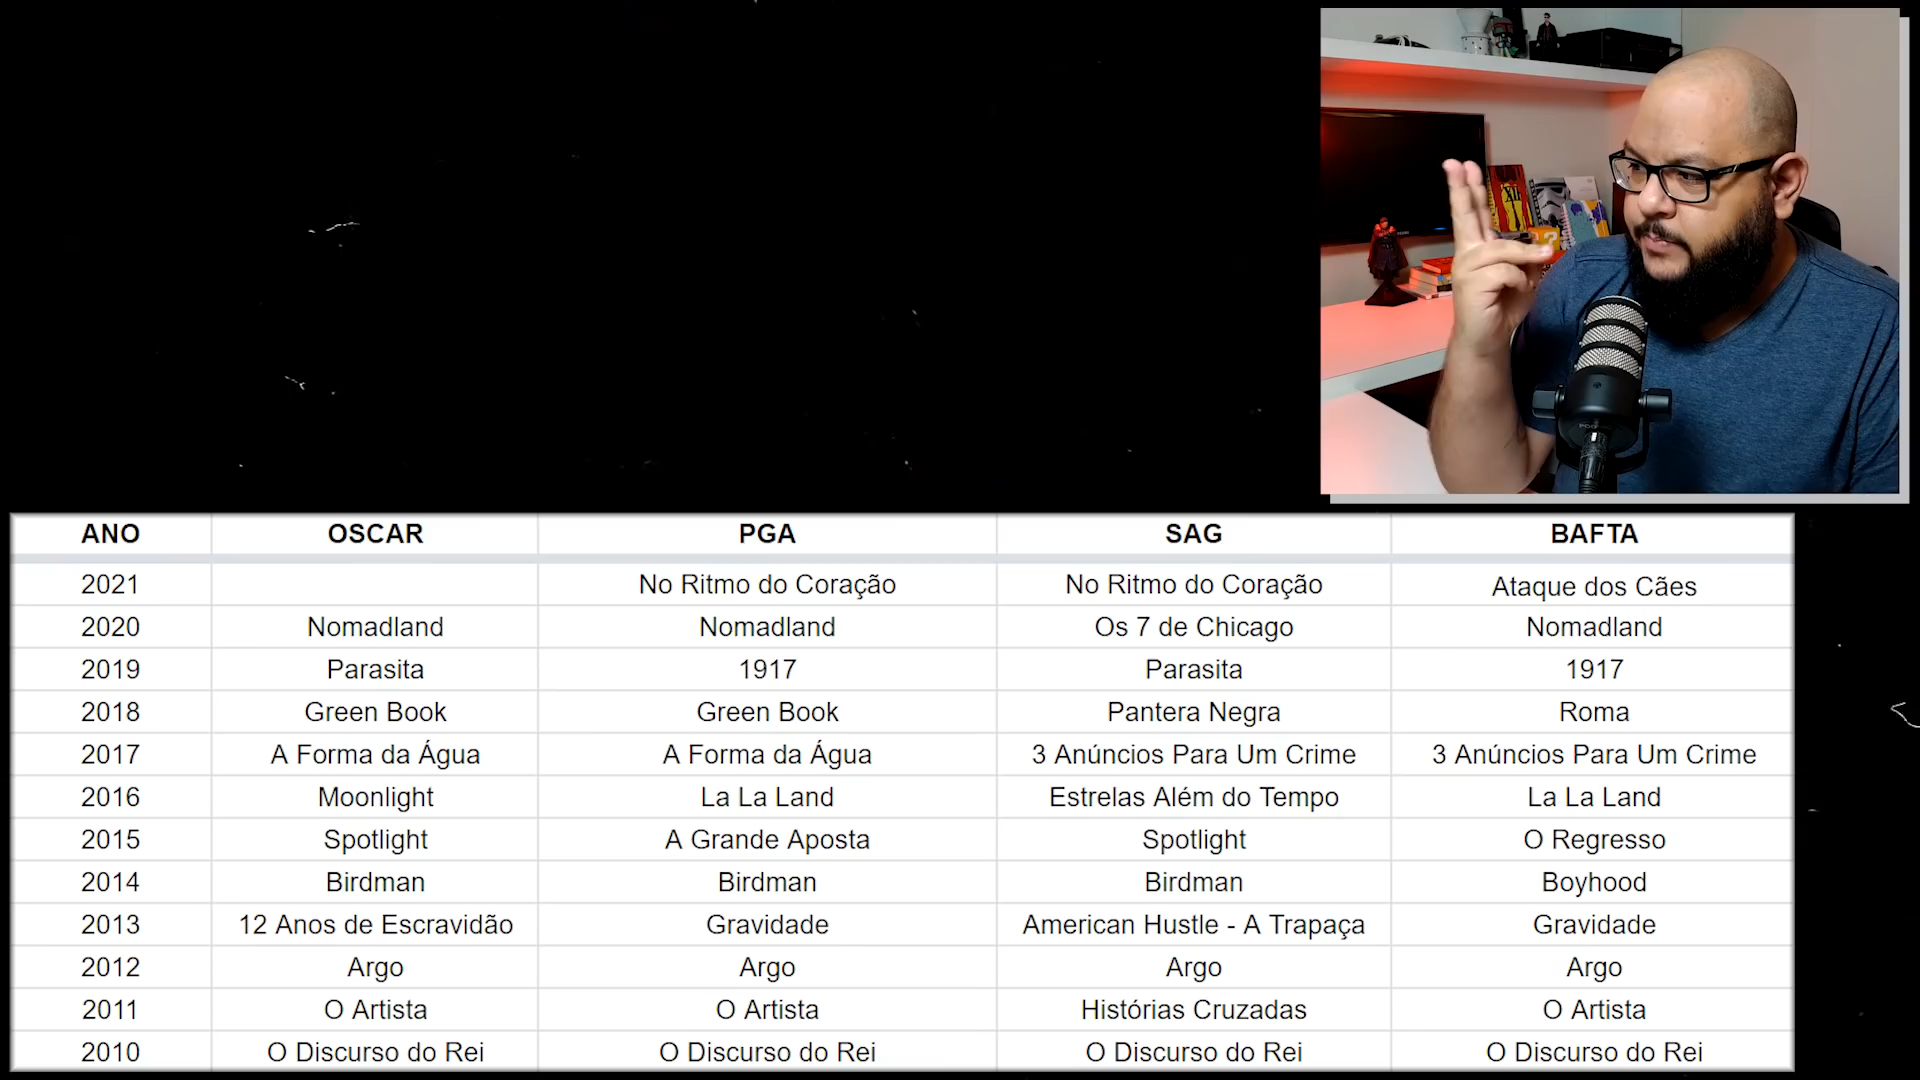 XIII
ANO OSCAR PGA SAG BAFTA
2021 No Ritmo do Coração No Ritmo do Coração Ataque dos Cães
2020 Nomadland Nomadland Os 7 de Chicago Nomadland
2019 Parasita 1917 Parasita 1917
2018 Green Book Green Book Pantera Negra Roma
2017 A Forma da Água A Forma da Água 3 Anúncios Para Um Crime 3 Anúncios Para Um Crime
2016 Moonlight La La Land Estrelas Além do Tempo La La Land
2015 Spotlight A Grande Aposta Spotlight O Regresso
2014 Birdman Birdman Birdman Boyhood
2013 12 Anos de Escravidão Gravidade American Hustle - A Trapaça Gravidade
2012 Argo Argo Argo Argo
2011 O Artista O Artista Histórias Cruzadas O Artista
2010 O Discurso do Rei O Discurso do Rei O Discurso do Rei O Discurso do Rei